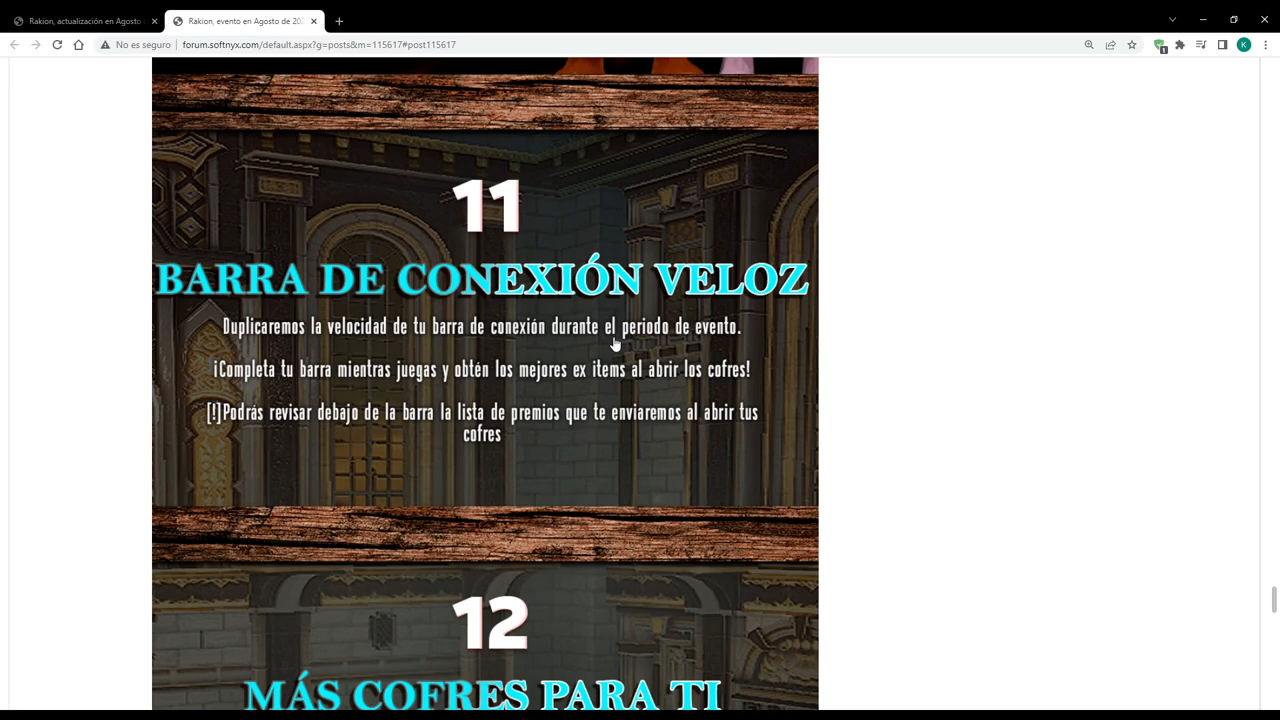 Rakion, actualización en Agosto
Rakion, evento en Agosto de 202
No es seguro
forum.softnyx.com/default.aspx?g=posts&m=115617#post115617
1
K
11
BARRA DE CONEXIÓN VELOZ
Duplicaremos la velocidad de tu barra de conexión durante el periodo de evento.
¡Completa tu barra mientras juegas y obtén los mejores ex items al abrir los cofres!
[!]Podrás revisar debajo de la barra la lista de premios que te enviaremos al abrir tus
cofres
12
MÁS COFRES PARA TI